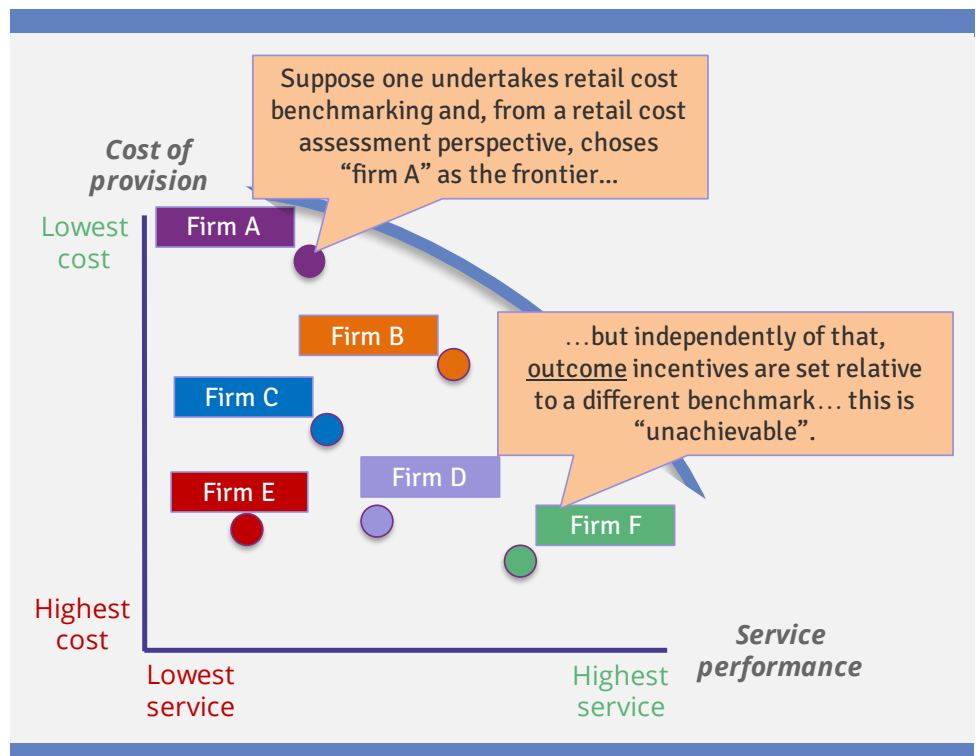 Suppose one undertakes retail cost
benchmarking and, from a retail cost
assessment perspective, choses
“firm A” as the frontier...
Cost of
provision
Lowest
cost
Firm A
Firm B
…but independently of that,
outcome incentives are set relative
to a different benchmark… this is
“unachievable”.
Firm C
Firm D
Firm E
Firm F
Highest
cost
Lowest
service
Highest
service
Service
performance